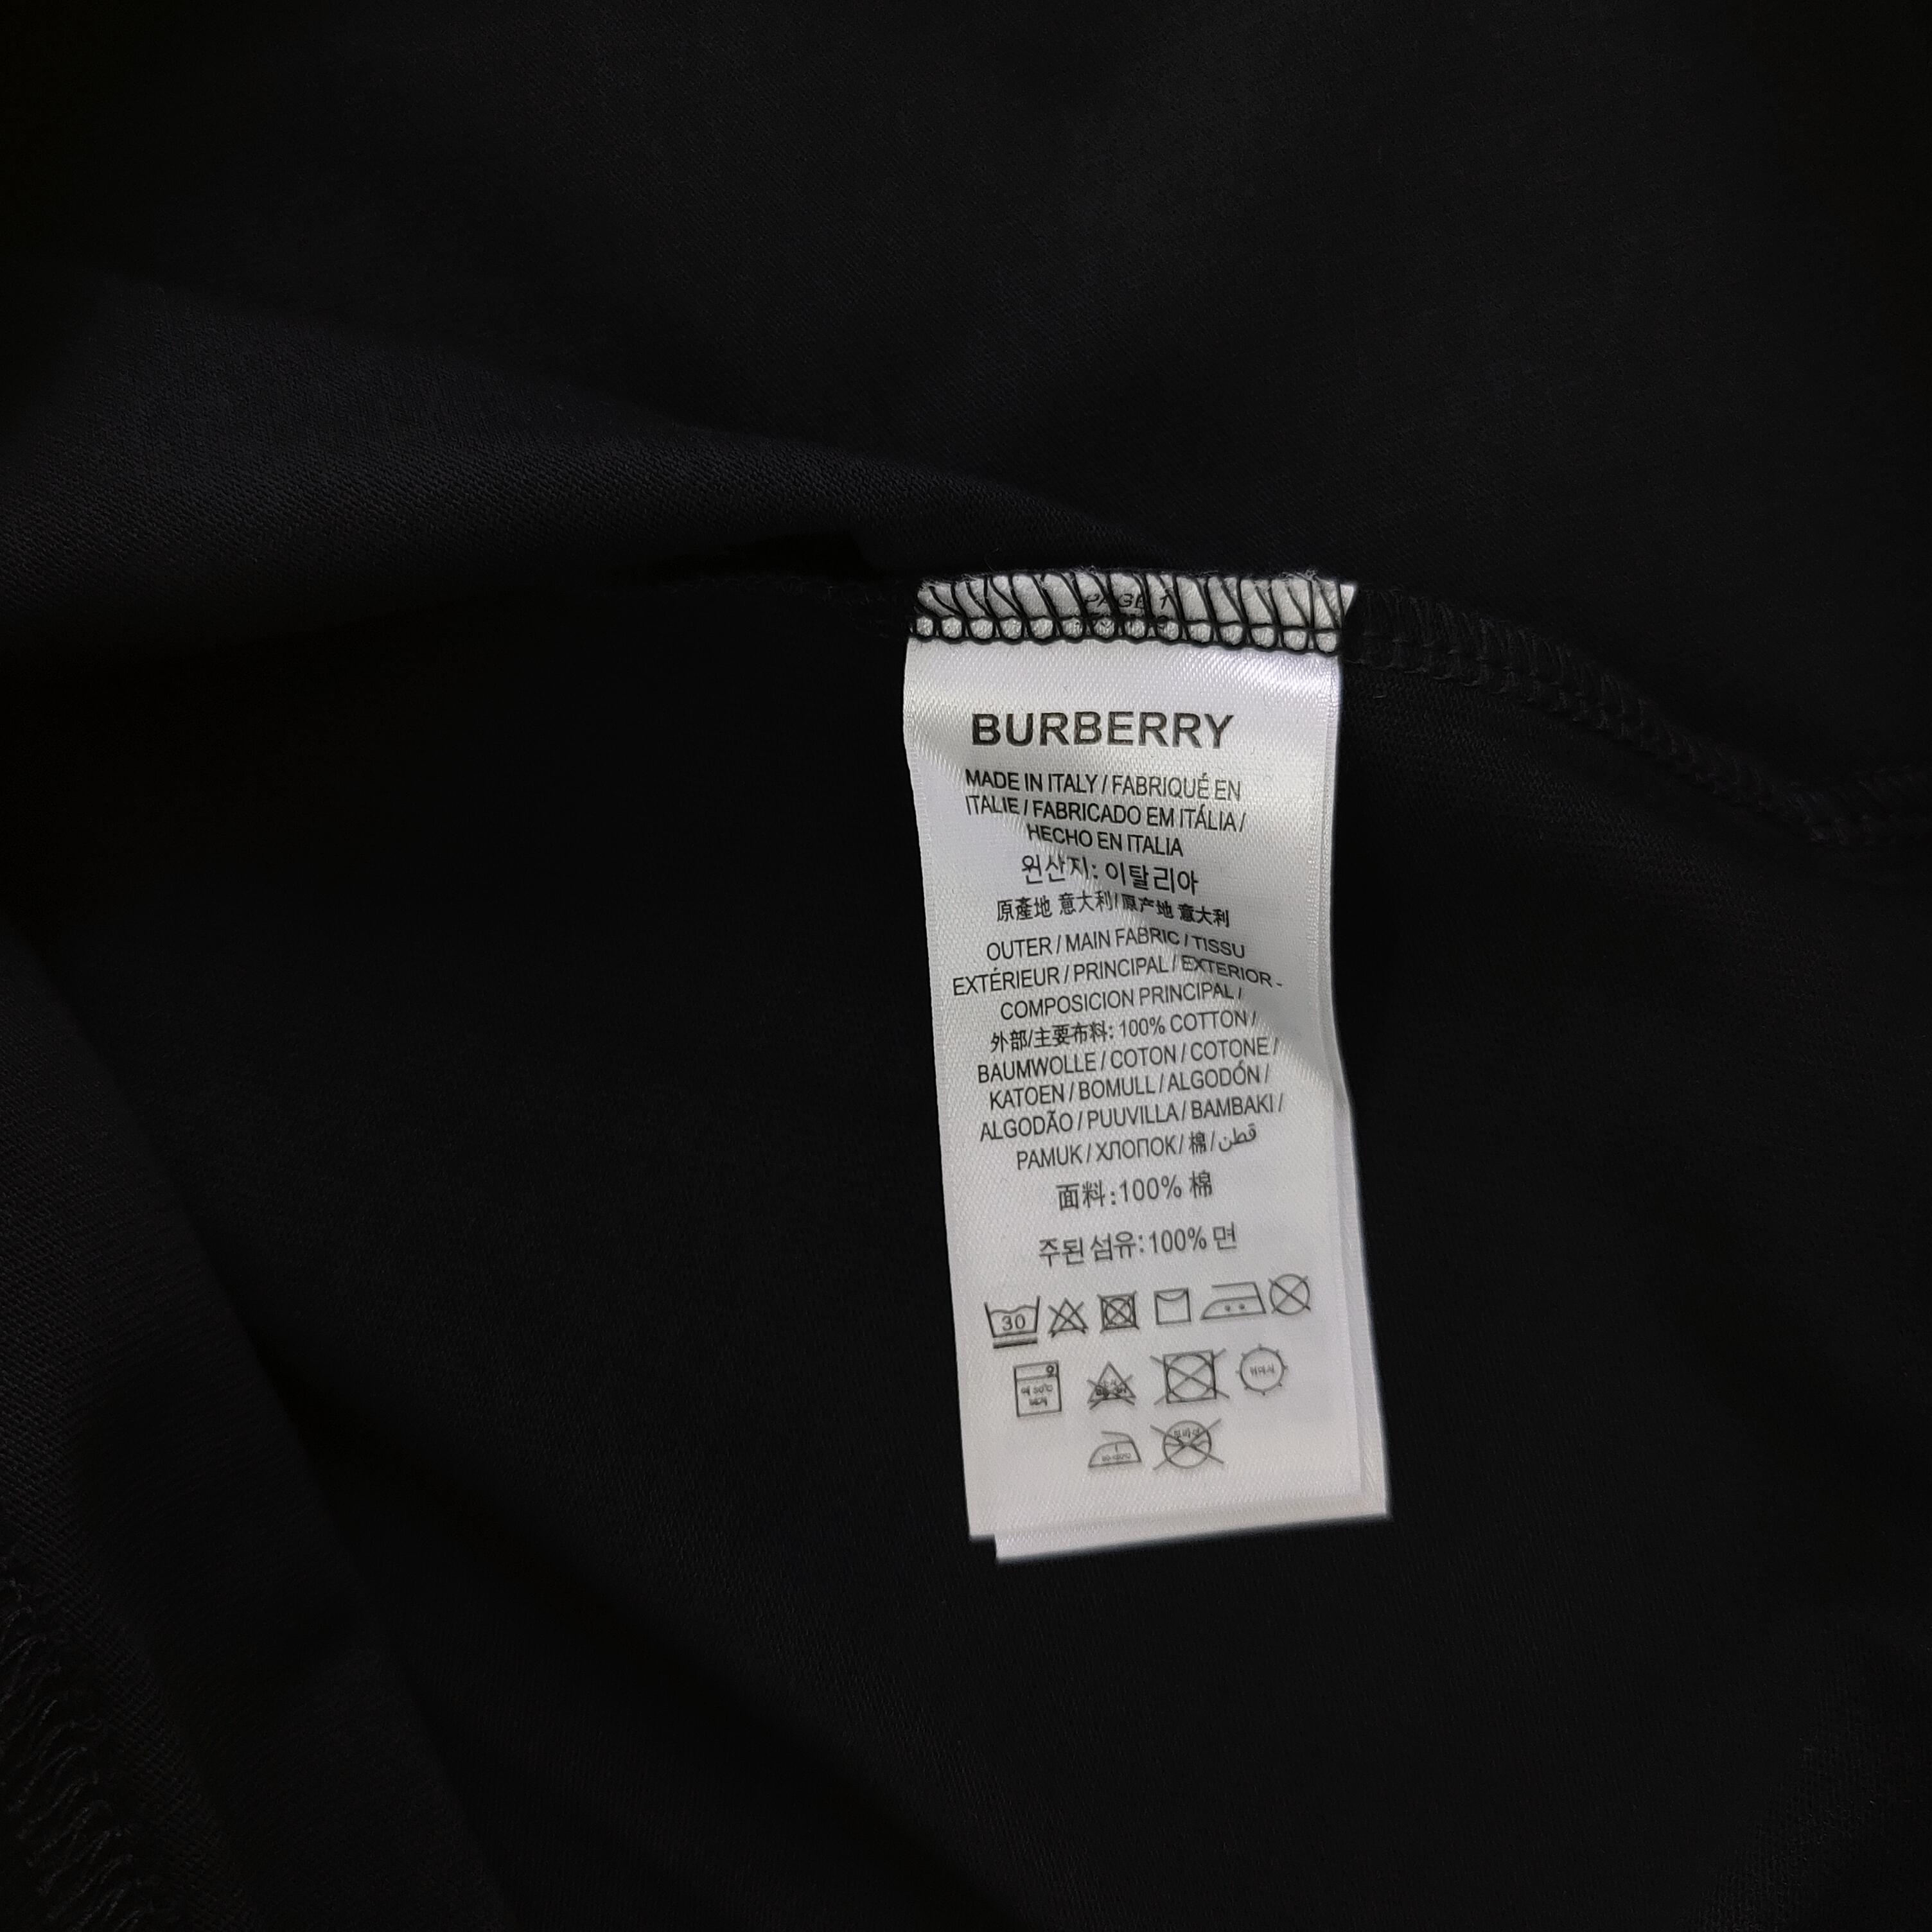 PAGE 1
BURBERRY
MADE IN ITALY / FABRIQUÉ EN
ITALIE / FABRICADO EM ITÁLIA /
HECHO EN ITALIA
원산지: 이탈리아
原產地 意大利/原产地 意大利
OUTER / MAIN FABRIC / TISSU
EXTÉRIEUR / PRINCIPAL / EXTERIOR -
COMPOSICION PRINCIPAL /
外部/主要布料: 100% COTTON /
BAUMWOLLE / COTON / COTONE /
KATOEN / BOMULL / ALGODÓN /
ALGODÃO / PUUVILLA / BAMBAKI /
PAMUK / ХЛОПОК / 棉 / قطن
面料:100% 棉
주된 섬유:100% 면
30